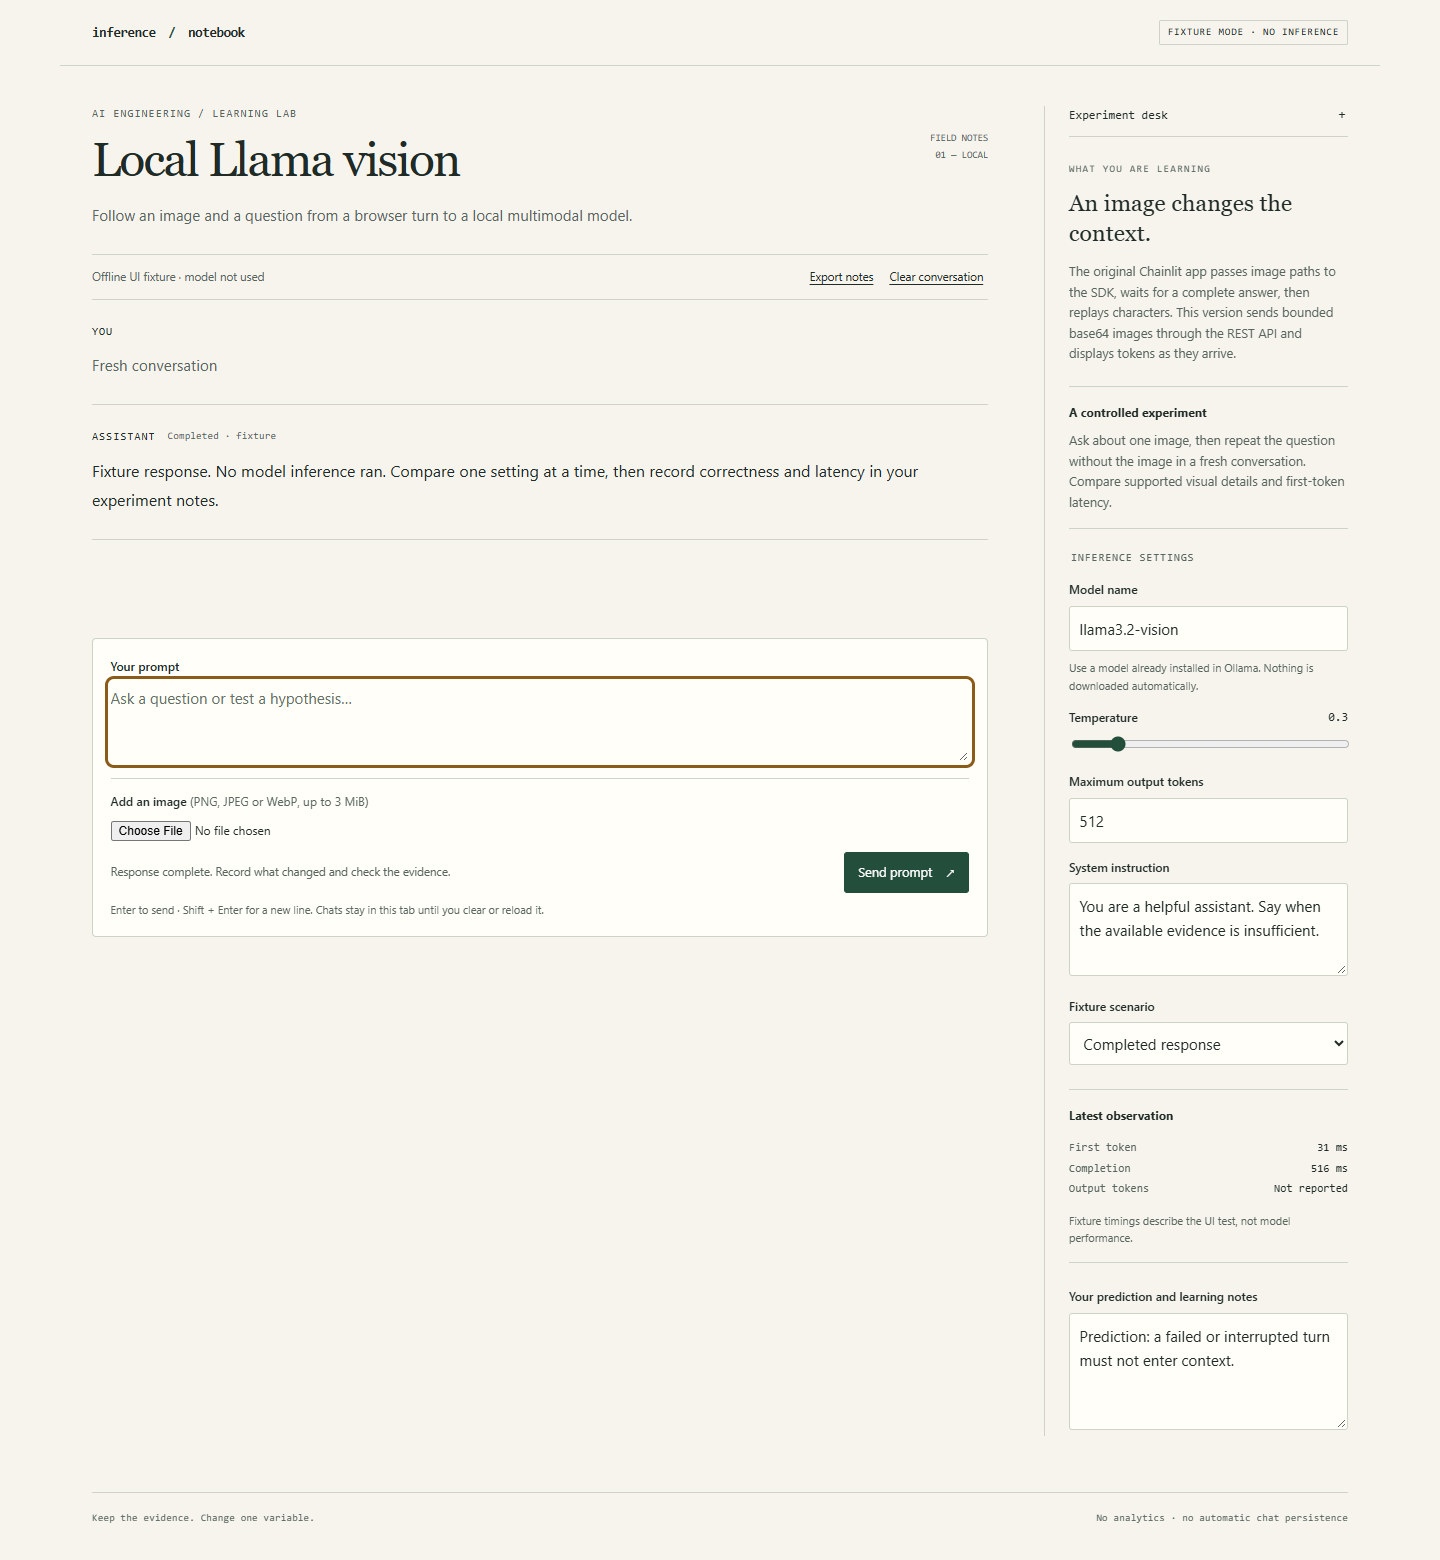 inference / notebook
FIXTURE MODE · NO INFERENCE
AI ENGINEERING / LEARNING LAB
Local Llama vision
FIELD NOTES
01 — LOCAL
Follow an image and a question from a browser turn to a local multimodal model.
Offline UI fixture · model not used
Export notes
Clear conversation
YOU
Fresh conversation
ASSISTANT Completed · fixture
Fixture response. No model inference ran. Compare one setting at a time, then record correctness and latency in your
experiment notes.
Your prompt
Ask a question or test a hypothesis...
Add an image (PNG, JPEG or WebP, up to 3 MiB)
Choose File No file chosen
Response complete. Record what changed and check the evidence.
Send prompt ↗
Enter to send · Shift + Enter for a new line. Chats stay in this tab until you clear or reload it.
Experiment desk +
WHAT YOU ARE LEARNING
An image changes the
context.
The original Chainlit app passes image paths to
the SDK, waits for a complete answer, then
replays characters. This version sends bounded
base64 images through the REST API and
displays tokens as they arrive.
A controlled experiment
Ask about one image, then repeat the question
without the image in a fresh conversation.
Compare supported visual details and first-token
latency.
INFERENCE SETTINGS
Model name
llama3.2-vision
Use a model already installed in Ollama. Nothing is
downloaded automatically.
Temperature 0.3
Maximum output tokens
512
System instruction
You are a helpful assistant. Say when
the available evidence is insufficient.
Fixture scenario
Completed response
Latest observation
First token 31 ms
Completion 516 ms
Output tokens Not reported
Fixture timings describe the UI test, not model
performance.
Your prediction and learning notes
Prediction: a failed or interrupted turn
must not enter context.
Keep the evidence. Change one variable.
No analytics · no automatic chat persistence